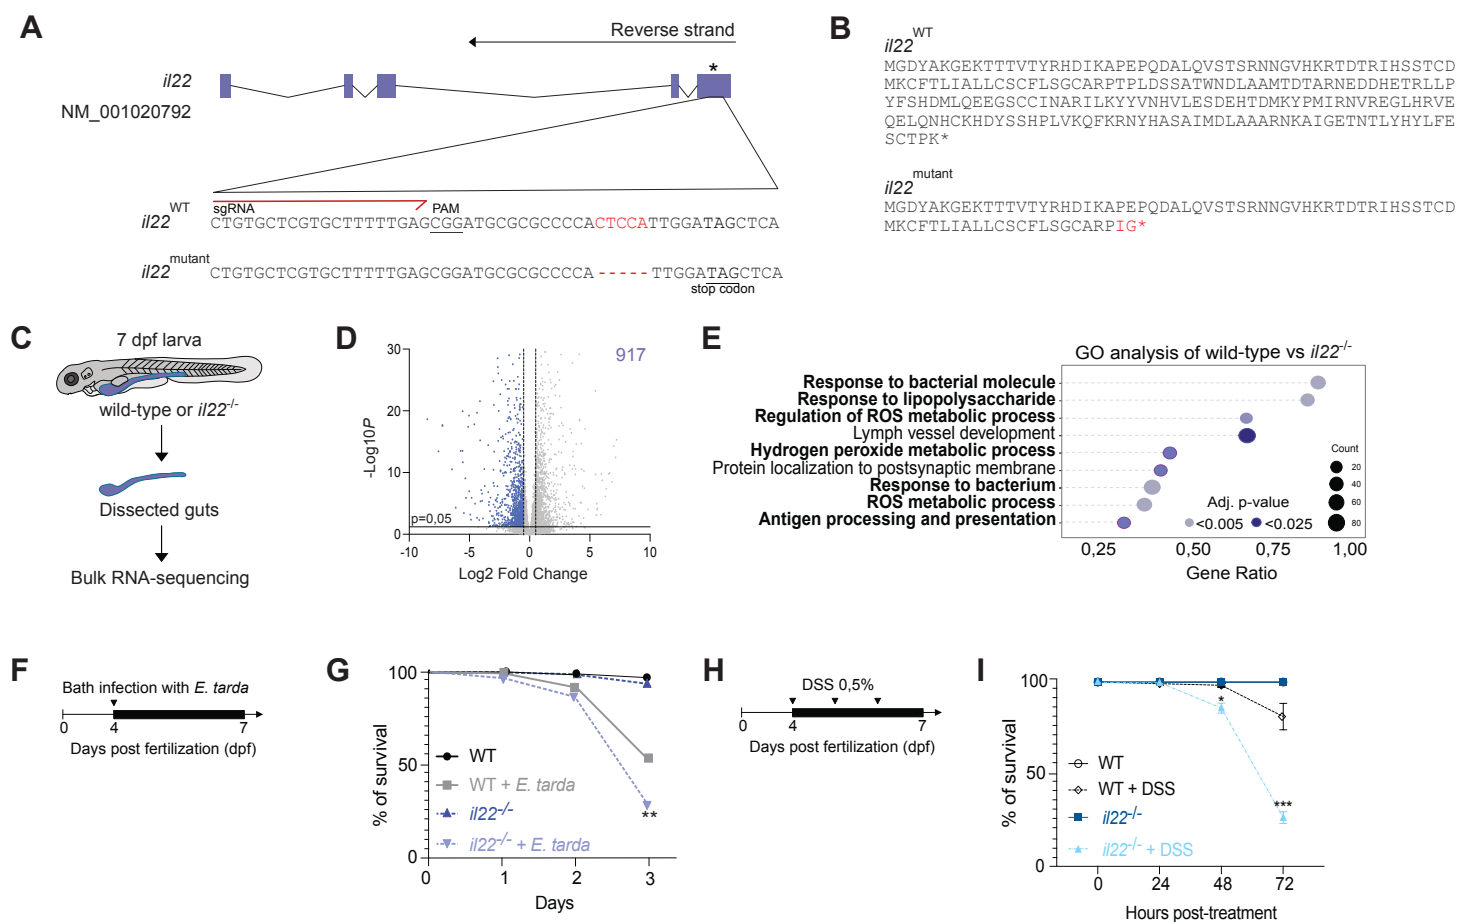 A
Reverse strand
*
il22
NM_001020792
sgRNA
PAM
il22WT CTGTGCTCGTGCTTTTTGAGCGGATGCGCGCCCCACTCCATTGGATAGCTCA
il22mutant CTGTGCTCGTGCTTTTTGAGCGGATGCGCGCCCCA-----TTGGATAGCTCA
stop codon
B
il22WT
MGDYAKGEKTTTVTYRHDIKAPEPQDALQVSTSRNNGVHKRTDTRIHSSTCD
MKCFTLIALLCSCFLSGCARPTPLDSSATWNDLAAMTDTARNEDDHETRLLP
YFSHDMLQEEGSCCINARILKYYVNHVLESDEHTDMKYPMIRNVREGLHRVE
QELQNHCKHDYSSHPLVKQFKRNYHASAIMDLAAARNKAIGETNTLYHYLFE
SCTPK*
il22mutant
MGDYAKGEKTTTVTYRHDIKAPEPQDALQVSTSRNNGVHKRTDTRIHSSTCD
MKCFTLIALLCSCFLSGCARPIG*
C
7 dpf larva
wild-type or il22-/-
Dissected guts
Bulk RNA-sequencing
D
917
-Log10P
30
20
10
0
p=0,05
-10 -5 0 5 10
Log2 Fold Change
E
GO analysis of wild-type vs il22-/-
Response to bacterial molecule
Response to lipopolysaccharide
Regulation of ROS metabolic process
Lymph vessel development
Hydrogen peroxide metabolic process
Protein localization to postsynaptic membrane
Response to bacterium
ROS metabolic process
Antigen processing and presentation
Count
20
40
60
80
Adj. p-value
<0.005 <0.025
0,25 0,50 0,75 1,00
Gene Ratio
F
Bath infection with E. tarda
0 4 7
Days post fertilization (dpf)
G
% of survival
100
50
0
WT
WT + E. tarda
il22-/-
il22-/- + E. tarda
**
0 1 2 3
Days
H
DSS 0,5%
0 4 7
Days post fertilization (dpf)
I
% of survival
100
50
0
*
***
WT
WT + DSS
il22-/-
il22-/- + DSS
0 24 48 72
Hours post-treatment